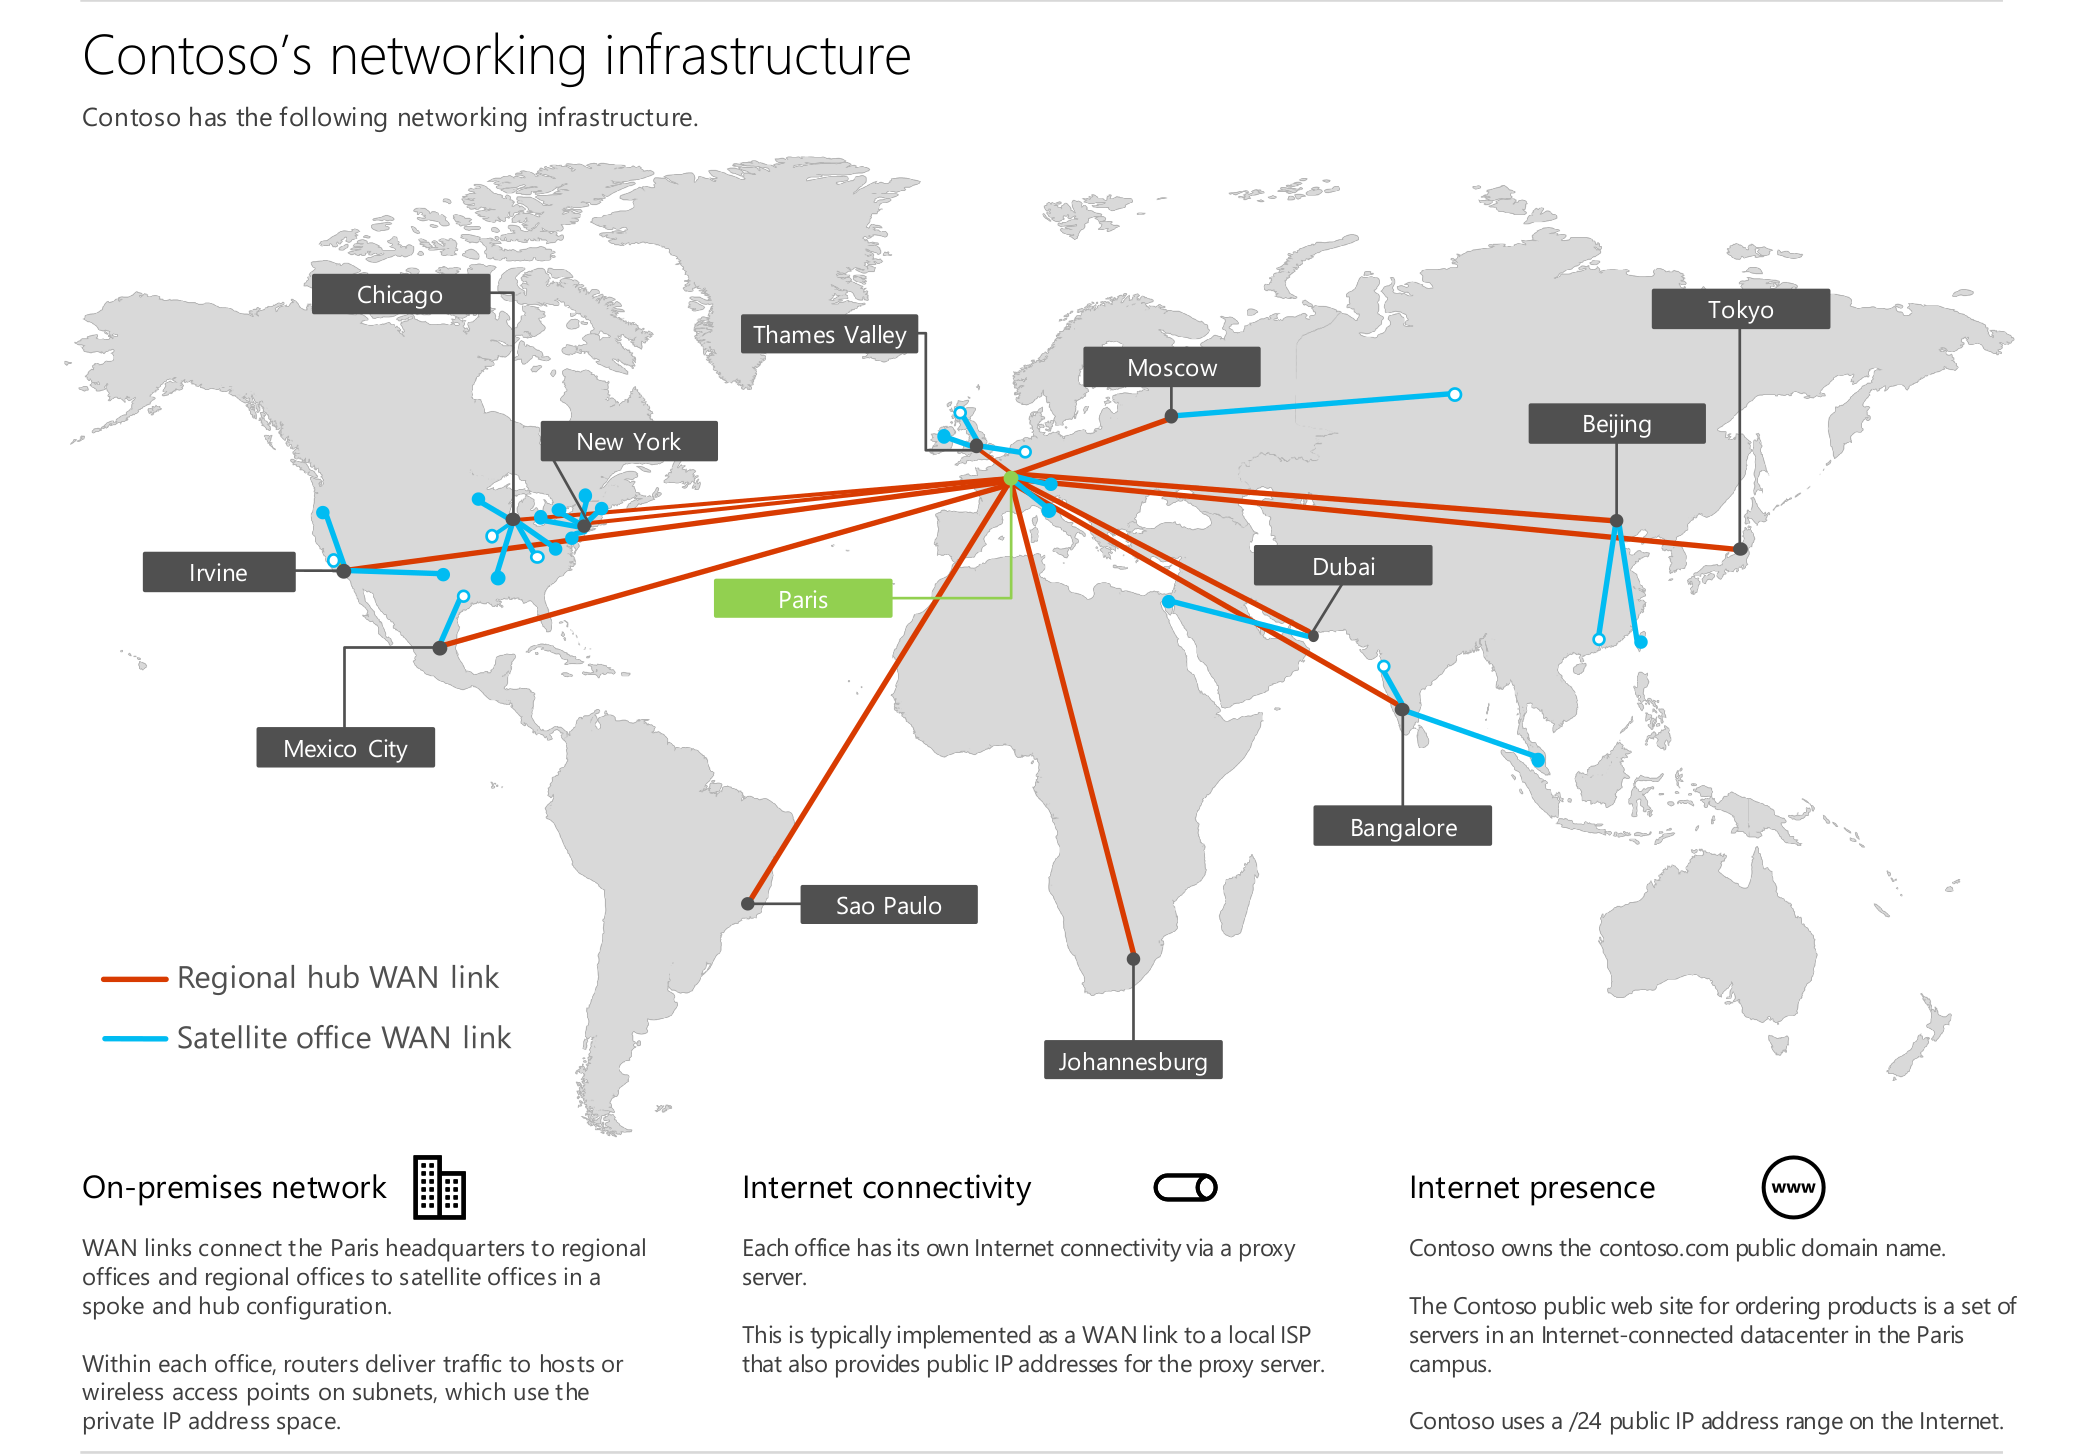 Contoso’s networking infrastructure
Contoso has the following networking infrastructure.
Chicago
Tokyo
Thames Valley
Moscow
Beijing
New York
Dubai
Irvine
Paris
Mexico City
Bangalore
Sao Paulo
Regional hub WAN link
Satellite office WAN link
Johannesburg
On-premises network
WAN links connect the Paris headquarters to regional
offices and regional offices to satellite offices in a
spoke and hub configuration.
Within each office, routers deliver traffic to hosts or
wireless access points on subnets, which use the
private IP address space.
Internet connectivity
Each office has its own Internet connectivity via a proxy
server.
This is typically implemented as a WAN link to a local ISP
that also provides public IP addresses for the proxy server.
Internet presence
www
Contoso owns the contoso.com public domain name.
The Contoso public web site for ordering products is a set of
servers in an Internet-connected datacenter in the Paris
campus.
Contoso uses a /24 public IP address range on the Internet.